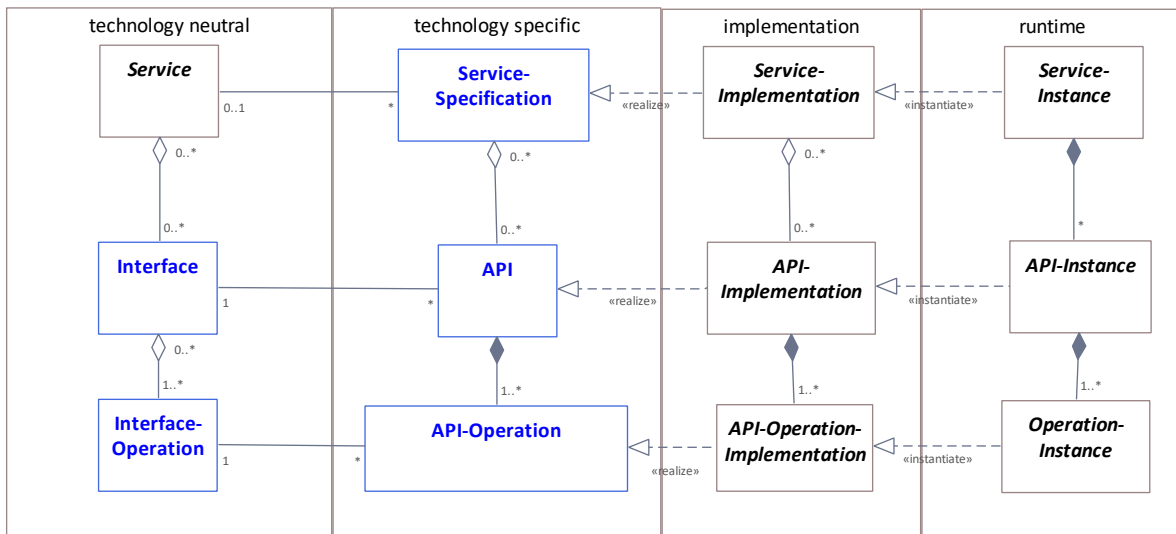 technology neutral
technology specific
implementation
runtime
Service
Service-
Specification
Service-
Implementation
Service-
Instance
0..1
*
«realize»
«instantiate»
0..*
0..*
0..*
0..*
0..*
0..*
*
Interface
API
API-
Implementation
API-Instance
1
*
«realize»
«instantiate»
0..*
1..*
1..*
1..*
1..*
Interface-
Operation
API-Operation
API-Operation-
Implementation
Operation-
Instance
1
*
«realize»
«instantiate»